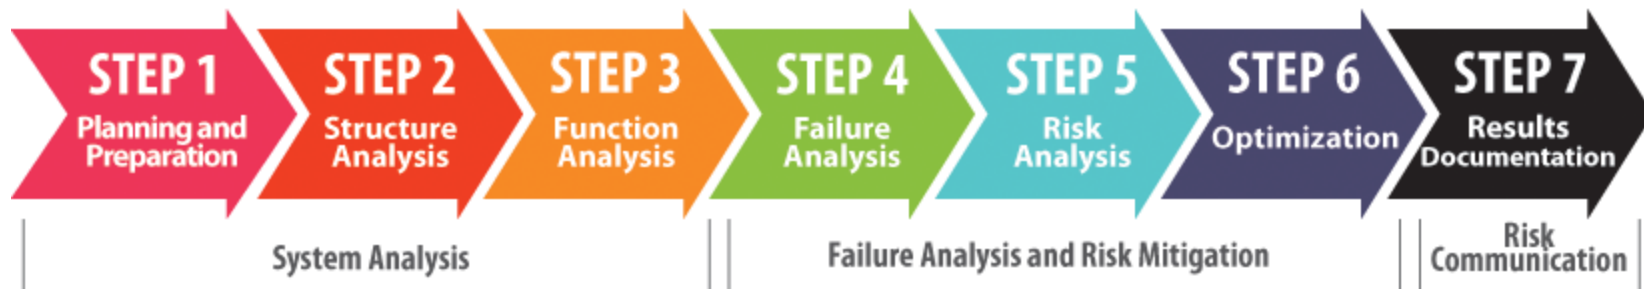 STEP 1
Planning and
Preparation
STEP 2
Structure
Analysis
STEP 3
Function
Analysis
STEP 4
Failure
Analysis
STEP 5
Risk
Analysis
STEP 6
Optimization
STEP 7
Results
Documentation
System Analysis
Failure Analysis and Risk Mitigation
Risk
Communication